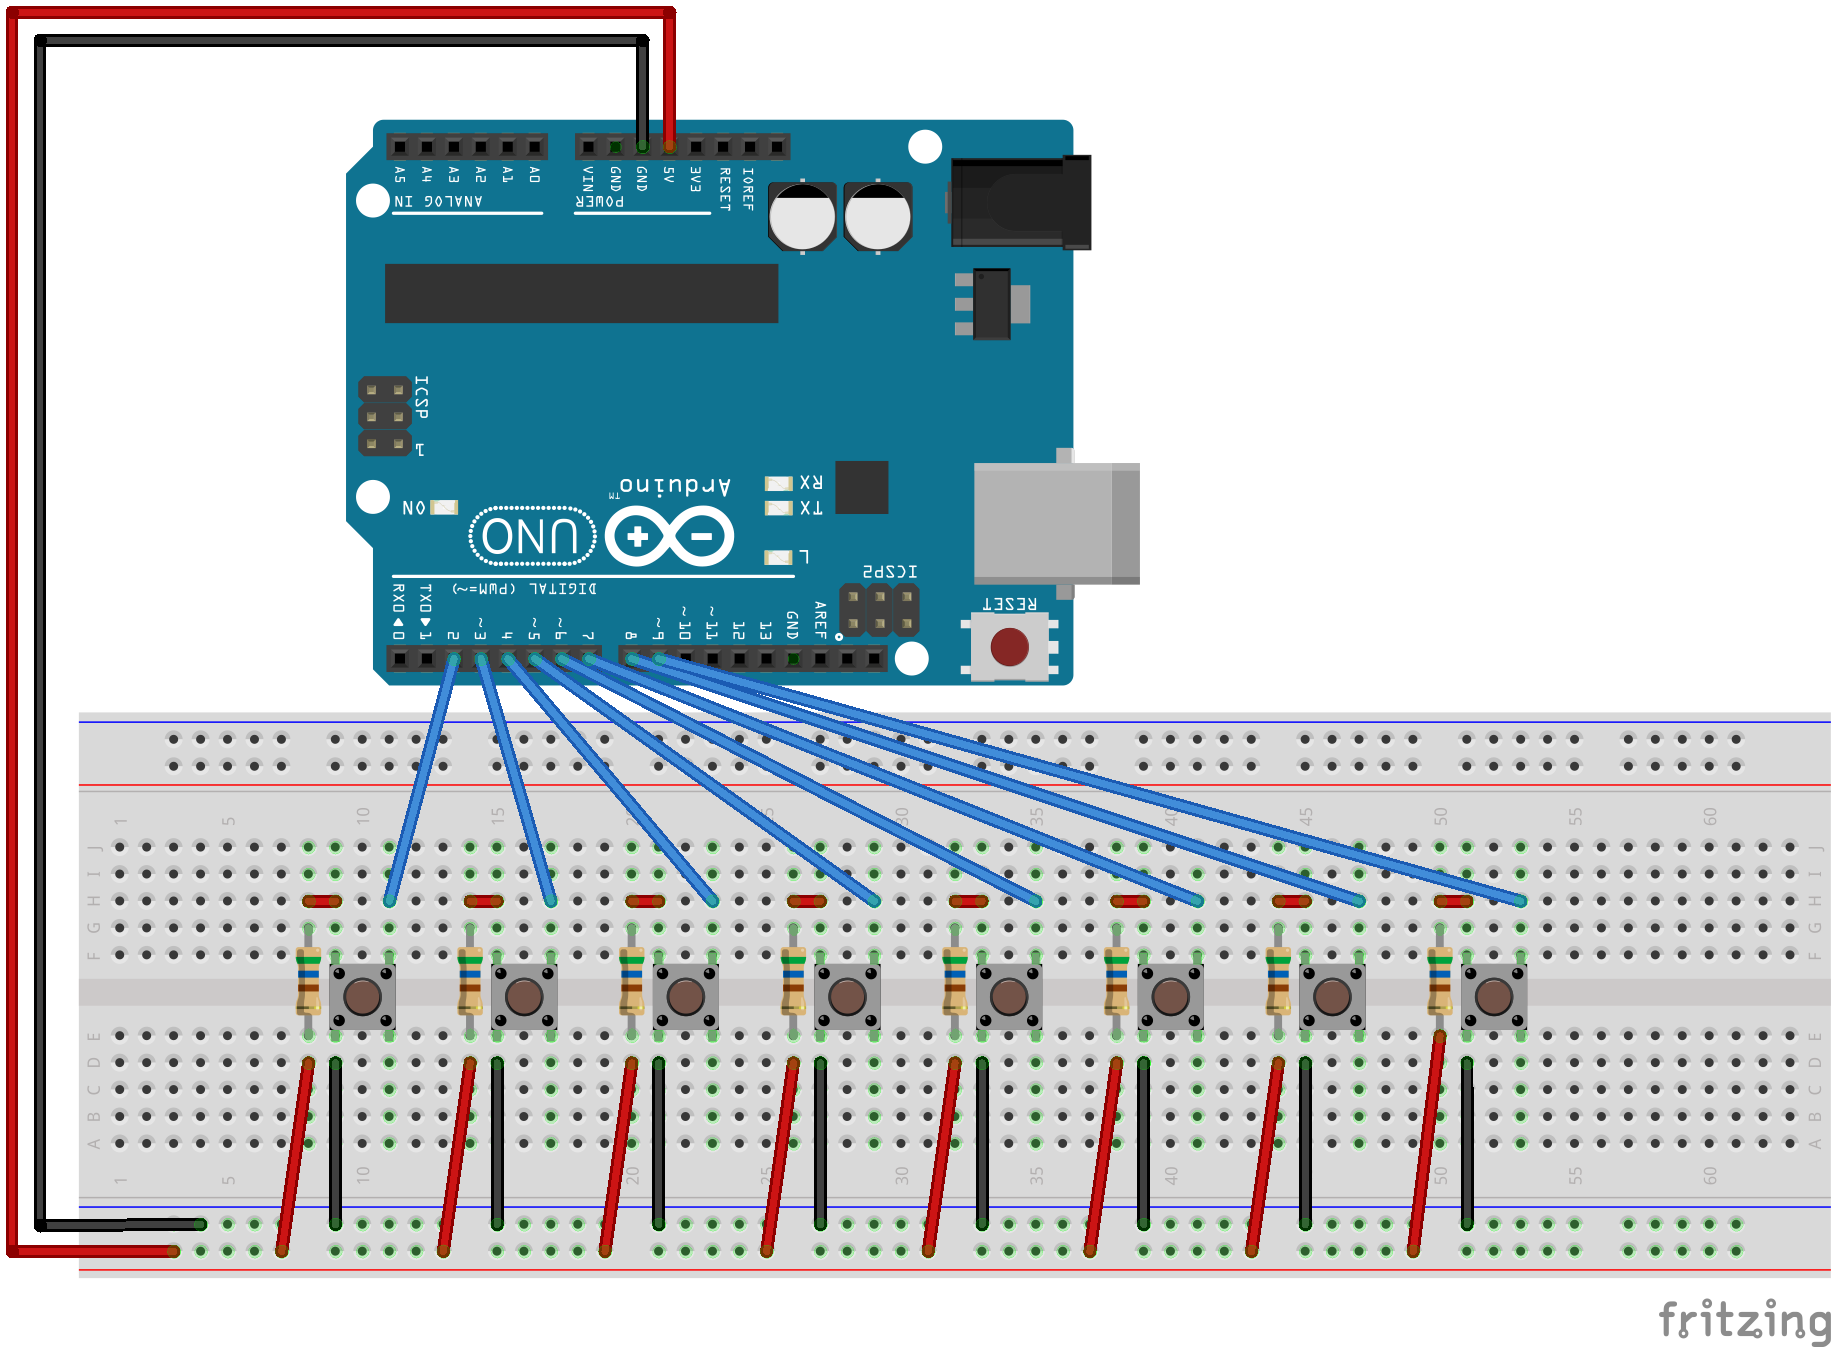 A5 A4 A3 A2 A1 A0
VIN GND GND 5V 3V3 RESET IOREF
ANALOG IN
POWER
ICSP
1
Arduino
TM
RX
TX
ON
UNO
L
ICSP2
DIGITAL (PWM=~)
RESET
RX0◀0 TX0▶1 2 ~3 4 ~5 ~6 7 8 ~9 ~10 ~11 12 13 GND AREF
1 5 10 15 20 25 30 35 40 45 50 55 60
J J
I I
H H
G G
F F
E E
D D
C C
B B
A A
1 5 10 15 20 25 30 35 40 45 50 55 60
fritzing